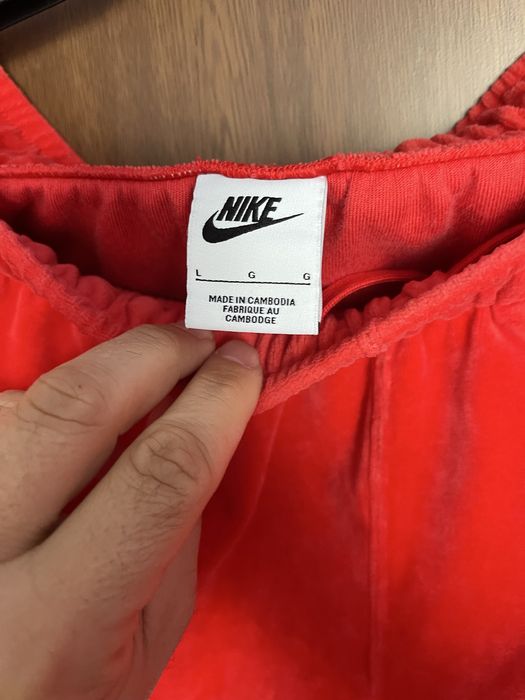 NIKE
L G G
MADE IN CAMBODIA
FABRIQUE AU
CAMBODGE